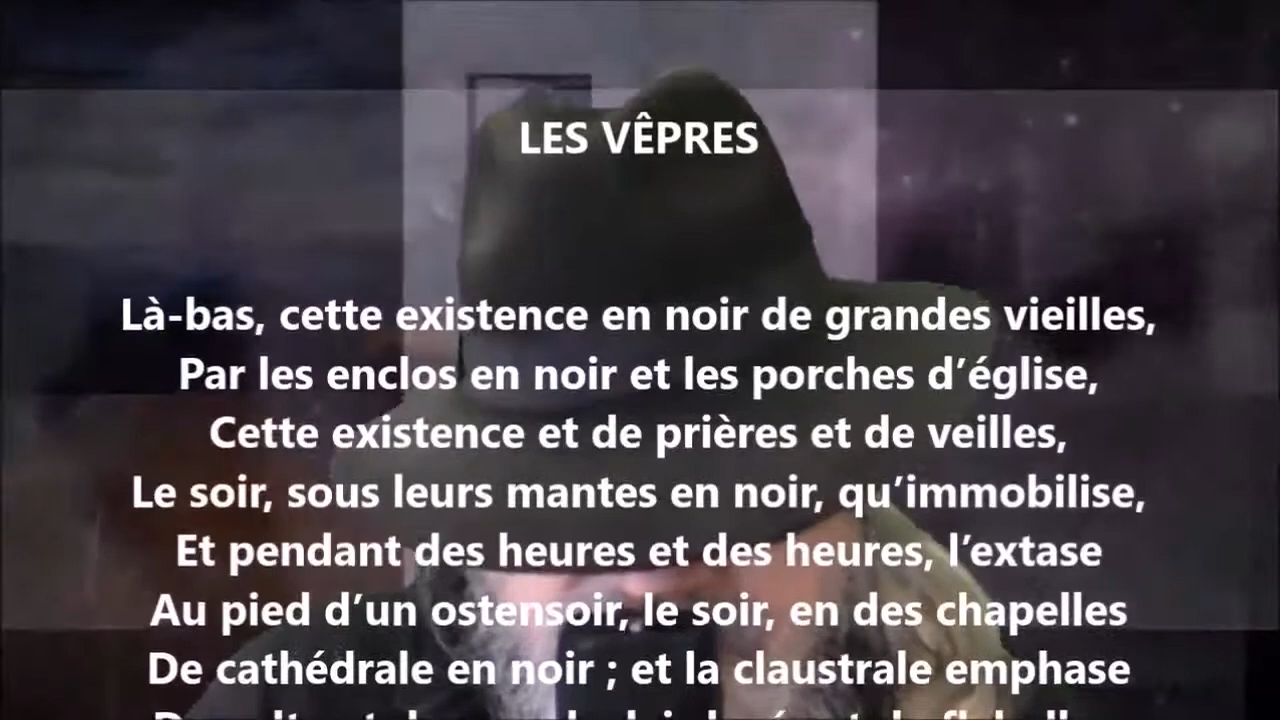 LES VÊPRES
Là-bas, cette existence en noir de grandes vieilles,
Par les enclos en noir et les porches d’église,
Cette existence et de prières et de veilles,
Le soir, sous leurs mantes en noir, qu’immobilise,
Et pendant des heures et des heures, l’extase
Au pied d’un ostensoir, le soir, en des chapelles
De cathédrale en noir ; et la claustrale emphase